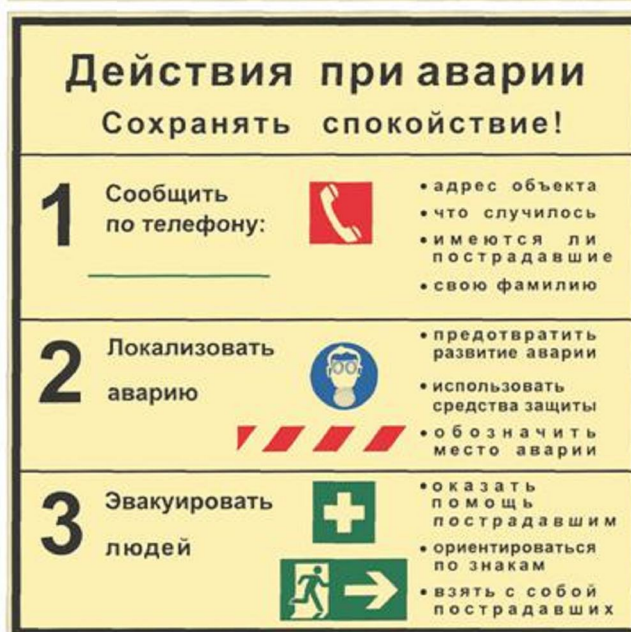 Действия при аварии
Сохранять спокойствие!
1
Сообщить
по телефону:
• адрес объекта
• что случилось
• имеются ли
пострадавшие
• свою фамилию
2
Локализовать
аварию
• предотвратить
развитие аварии
• использовать
средства защиты
• обозначить
место аварии
3
Эвакуировать
людей
• оказать
помощь
пострадавшим
• ориентироваться
по знакам
• взять с собой
пострадавших